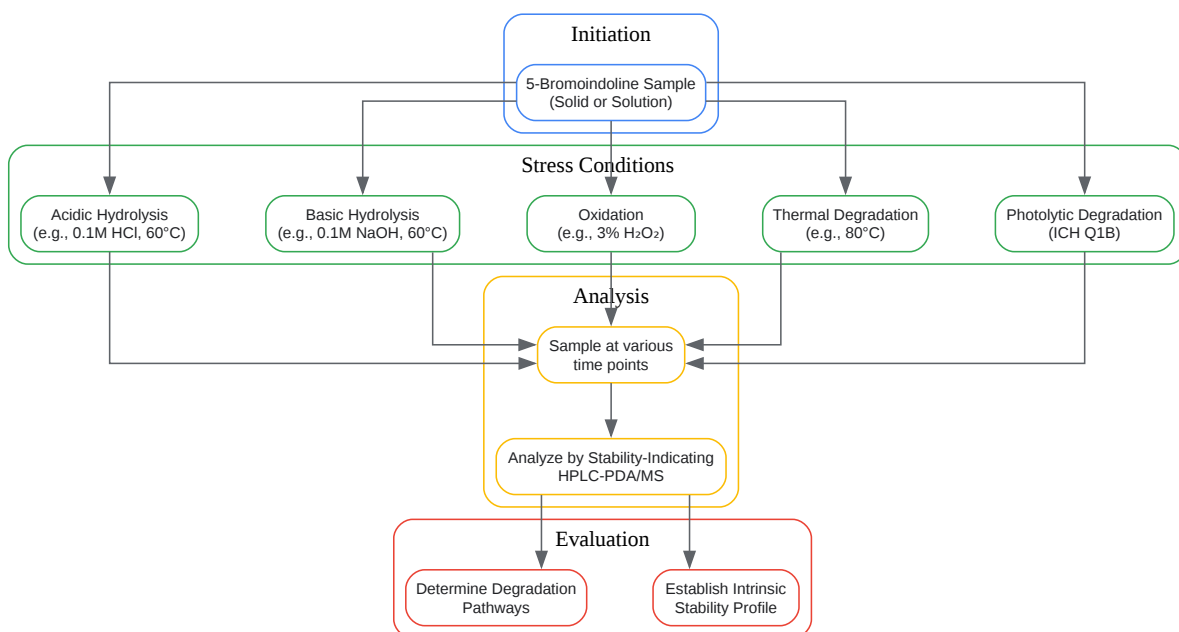 Initiation
5-Bromoindoline Sample
(Solid or Solution)
Stress Conditions
Acidic Hydrolysis
(e.g., 0.1M HCl, 60°C)
Basic Hydrolysis
(e.g., 0.1M NaOH, 60°C)
Oxidation
(e.g., 3% H₂O₂)
Thermal Degradation
(e.g., 80°C)
Photolytic Degradation
(ICH Q1B)
Analysis
Sample at various
time points
Analyze by Stability-Indicating
HPLC-PDA/MS
Evaluation
Determine Degradation
Pathways
Establish Intrinsic
Stability Profile